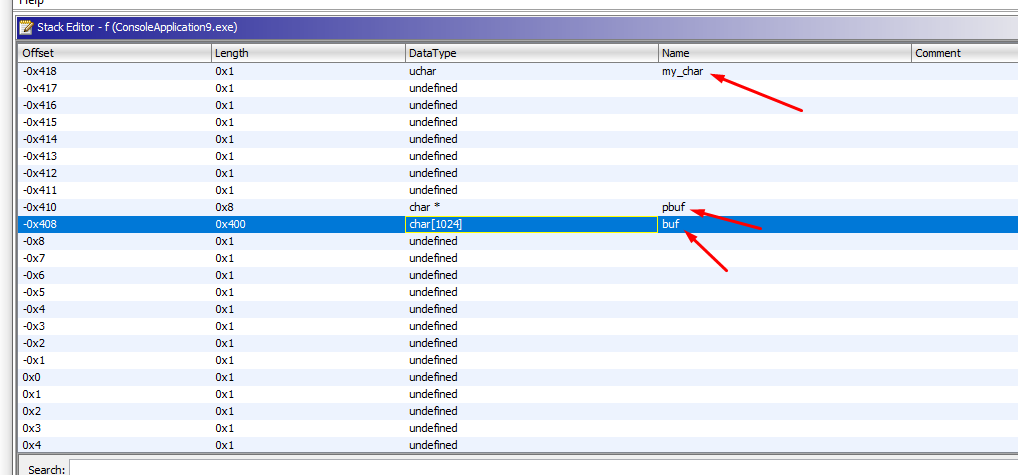 Help
Stack Editor - f (ConsoleApplication9.exe)
Offset Length DataType Name Comment
-0x418 0x1 uchar my_char
-0x417 0x1 undefined
-0x416 0x1 undefined
-0x415 0x1 undefined
-0x414 0x1 undefined
-0x413 0x1 undefined
-0x412 0x1 undefined
-0x411 0x1 undefined
-0x410 0x8 char * pbuf
-0x408 0x400 char[1024] buf
-0x8 0x1 undefined
-0x7 0x1 undefined
-0x6 0x1 undefined
-0x5 0x1 undefined
-0x4 0x1 undefined
-0x3 0x1 undefined
-0x2 0x1 undefined
-0x1 0x1 undefined
0x0 0x1 undefined
0x1 0x1 undefined
0x2 0x1 undefined
0x3 0x1 undefined
0x4 0x1 undefined
Search: